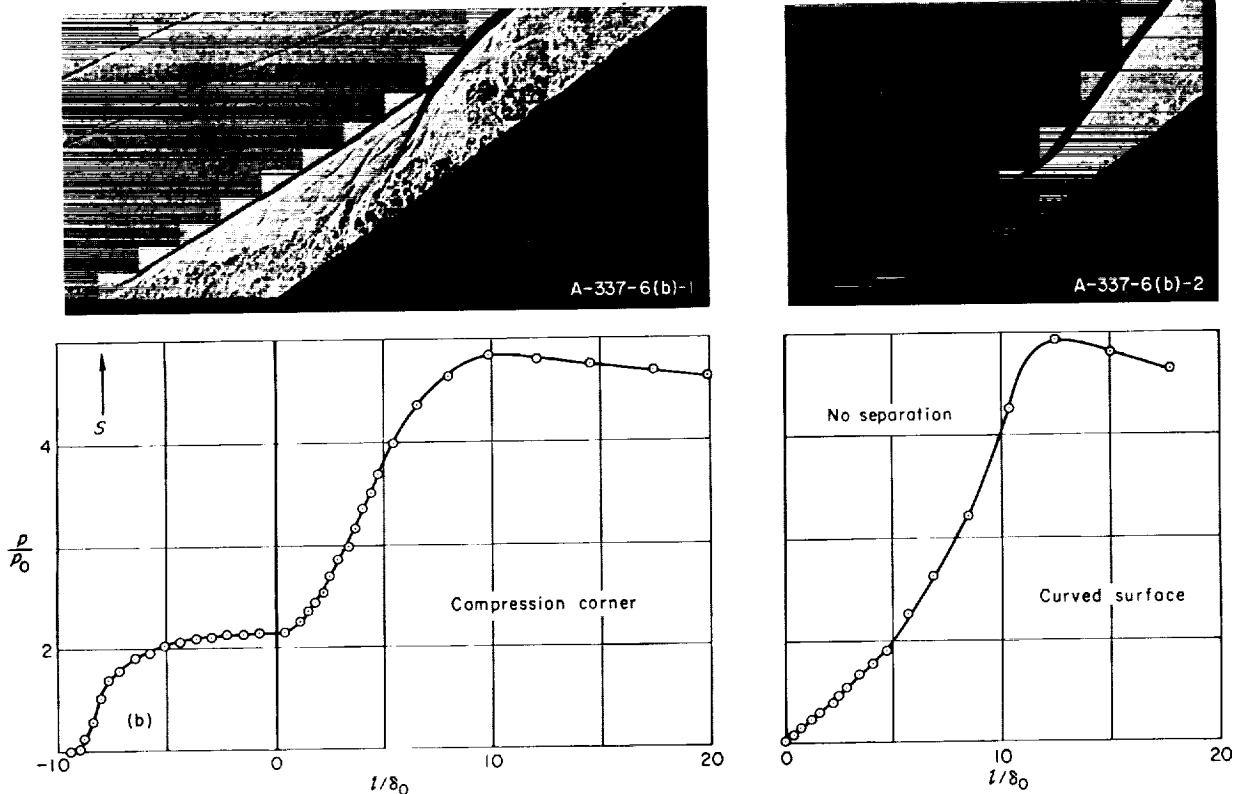 A-337-6(b)-1
A-337-6(b)-2
S
4
p/p₀
2
Compression corner
(b)
-10
0
10
20
l/δ₀
No separation
Curved surface
0
10
20
l/δ₀